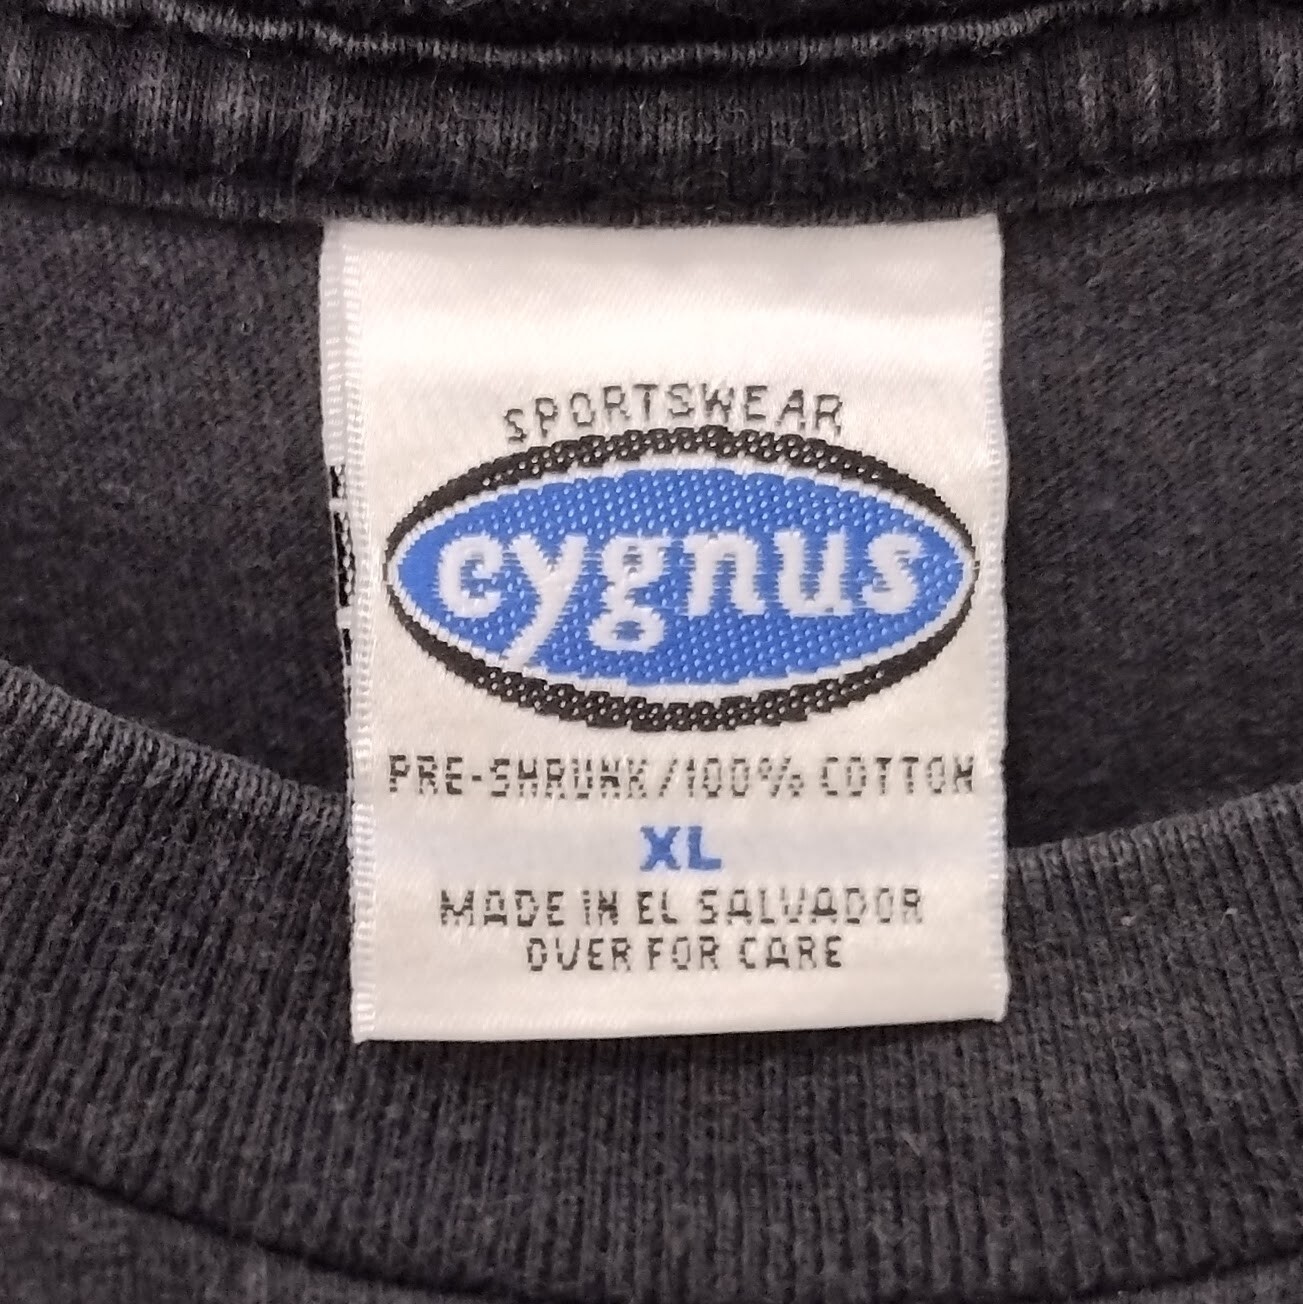 SPORTSWEAR
cygnus
PRE-SHRUNK/100% COTTON
XL
MADE IN EL SALVADOR
OVER FOR CARE